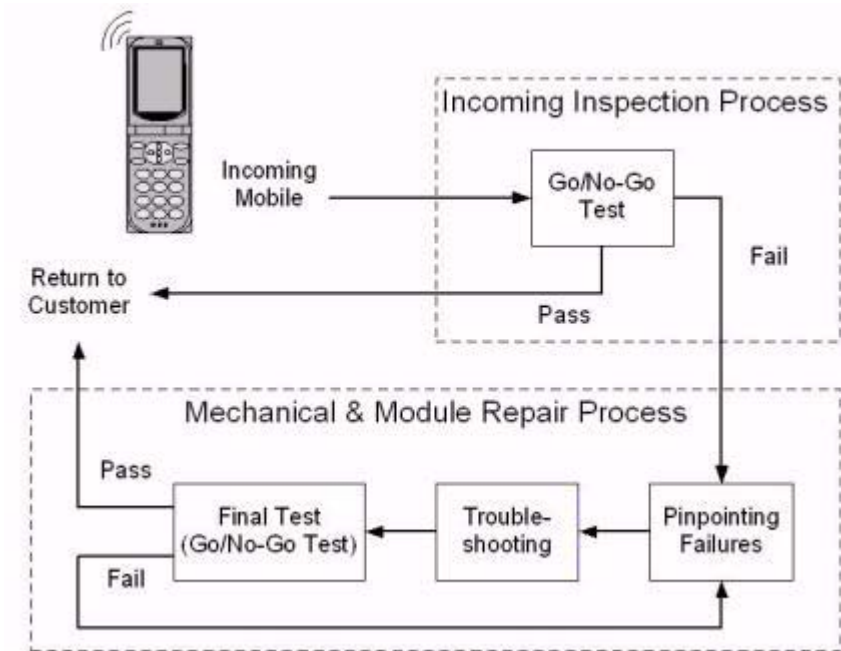 Incoming Inspection Process
Incoming
Mobile
Go/No-Go
Test
Fail
Pass
Return to
Customer
Mechanical & Module Repair Process
Pass
Final Test
(Go/No-Go Test)
Trouble-
shooting
Pinpointing
Failures
Fail